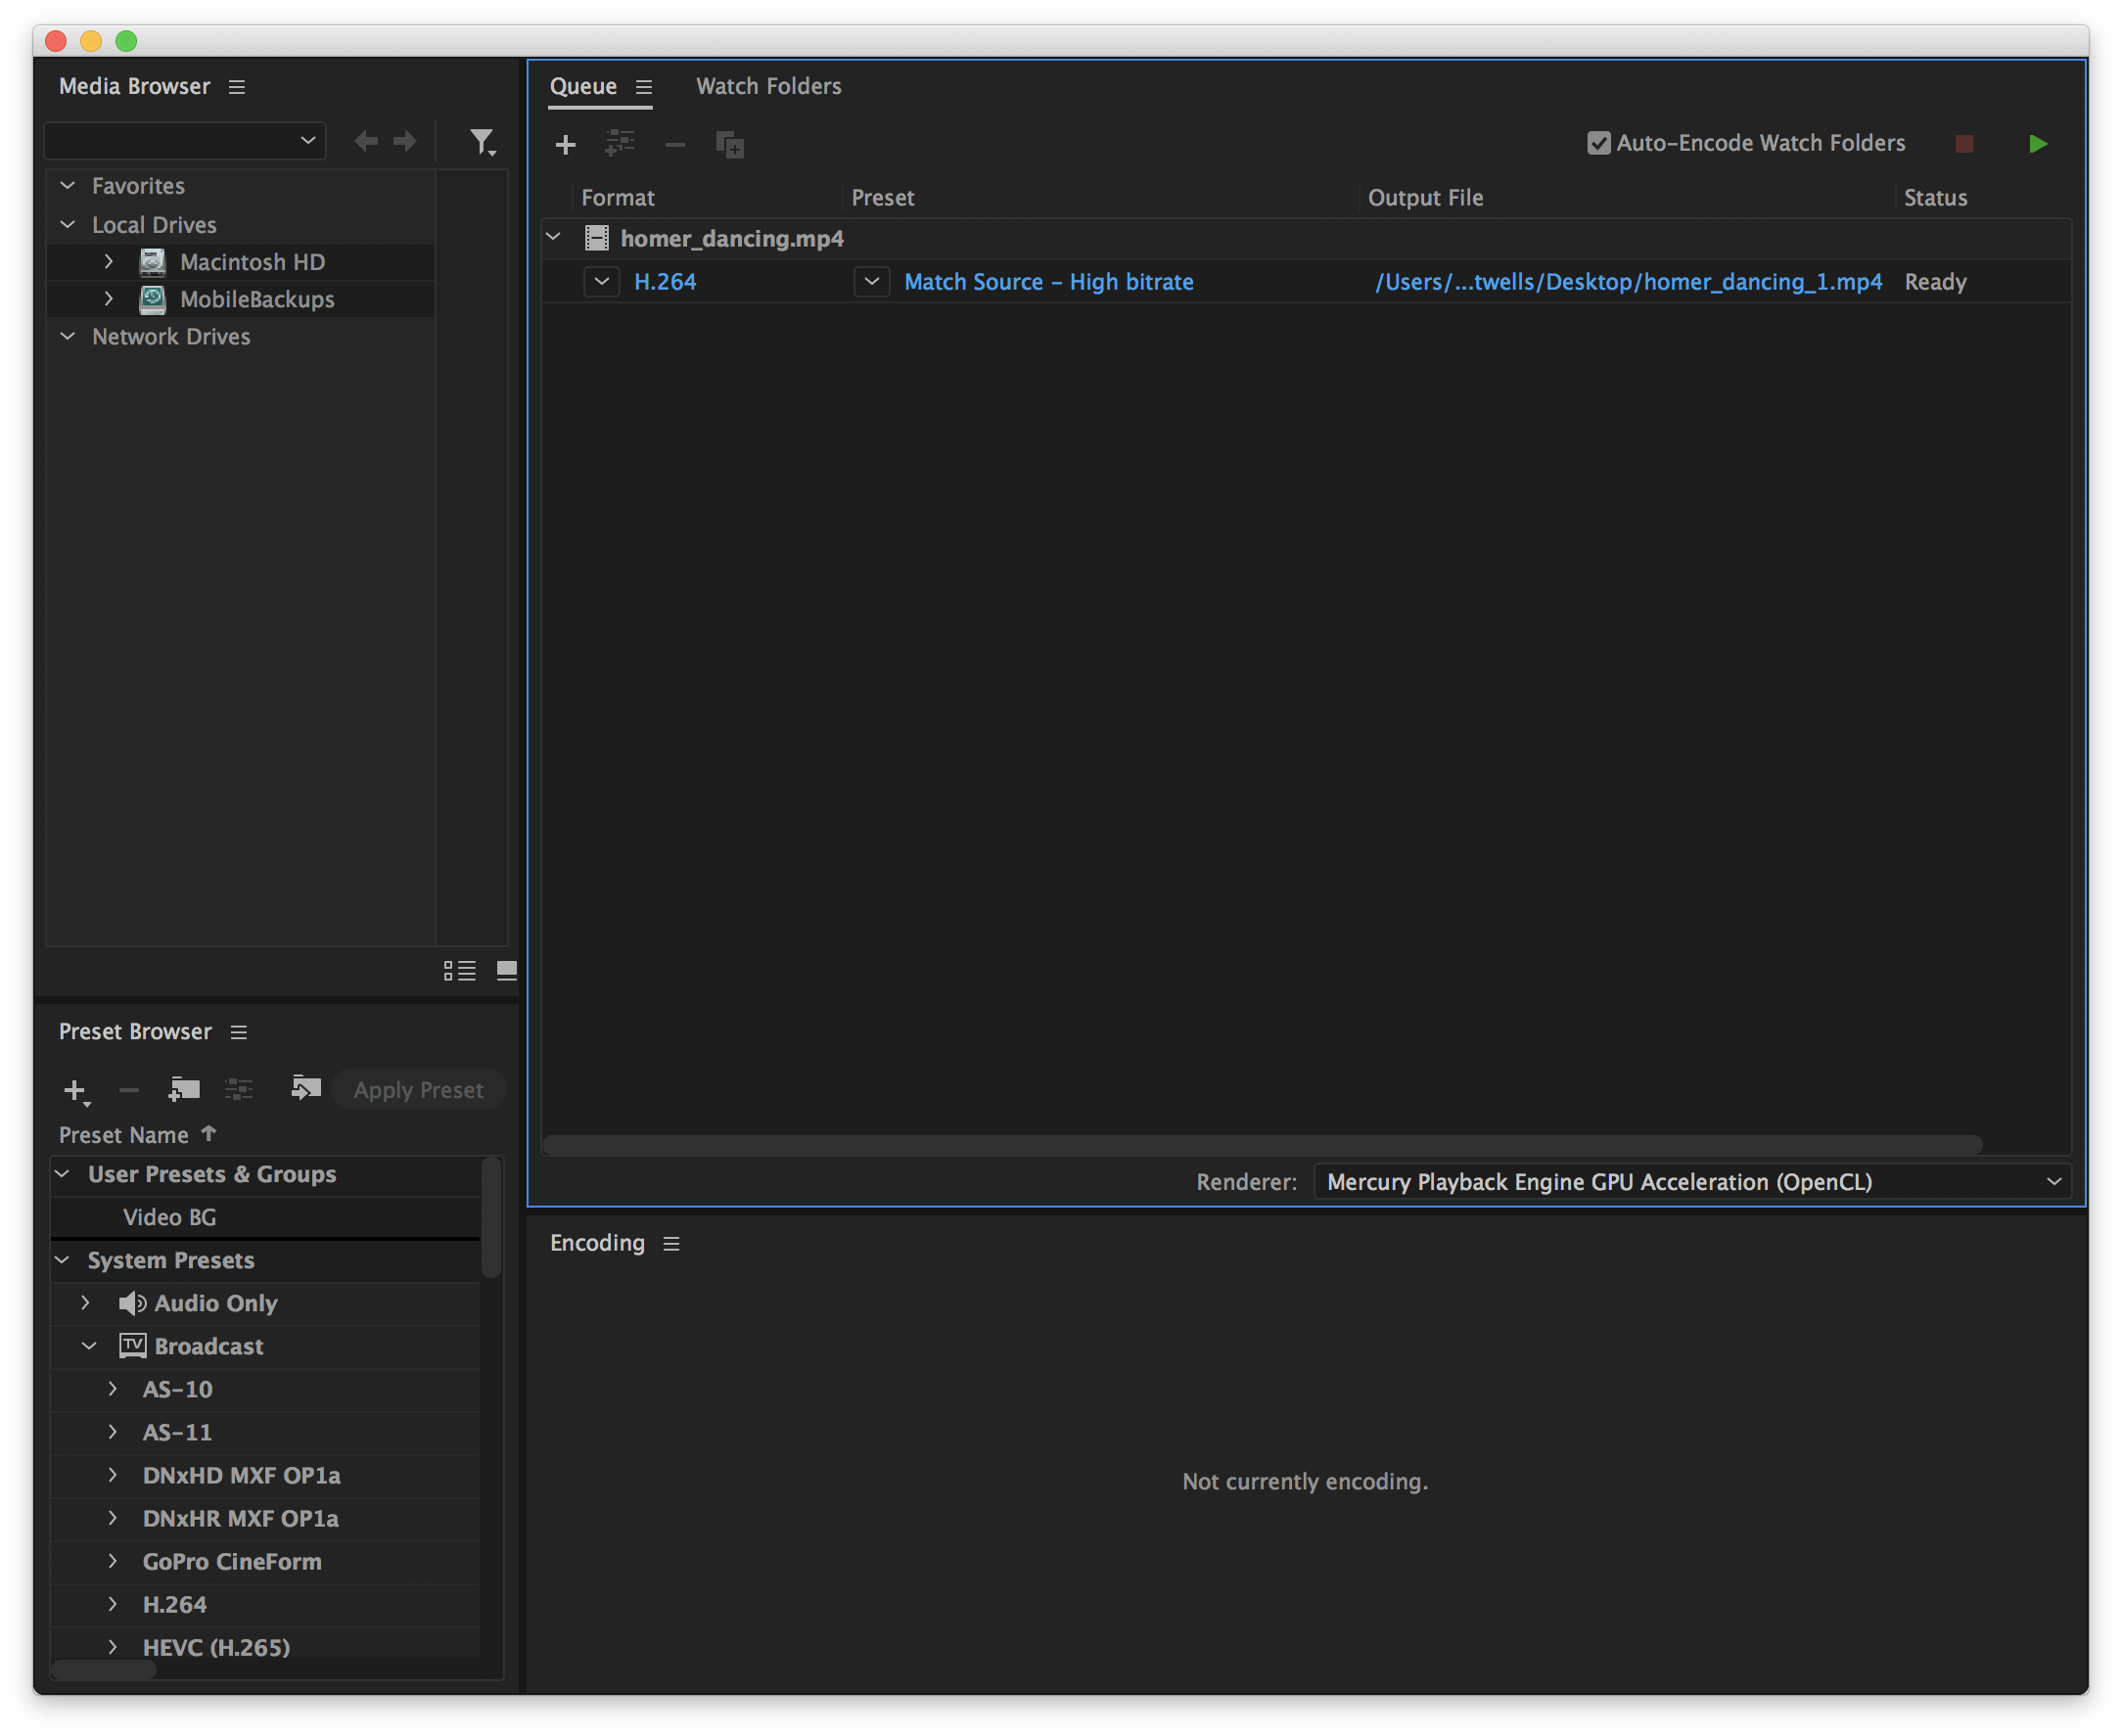 Media Browser
Favorites
Local Drives
Macintosh HD
MobileBackups
Network Drives
Queue Watch Folders
Auto-Encode Watch Folders
Format Preset Output File Status
homer_dancing.mp4
H.264 Match Source – High bitrate /Users/...twells/Desktop/homer_dancing_1.mp4 Ready
Renderer: Mercury Playback Engine GPU Acceleration (OpenCL)
Preset Browser
Apply Preset
Preset Name
User Presets & Groups
Video BG
System Presets
Audio Only
TV Broadcast
AS-10
AS-11
DNxHD MXF OP1a
DNxHR MXF OP1a
GoPro CineForm
H.264
HEVC (H.265)
Encoding
Not currently encoding.